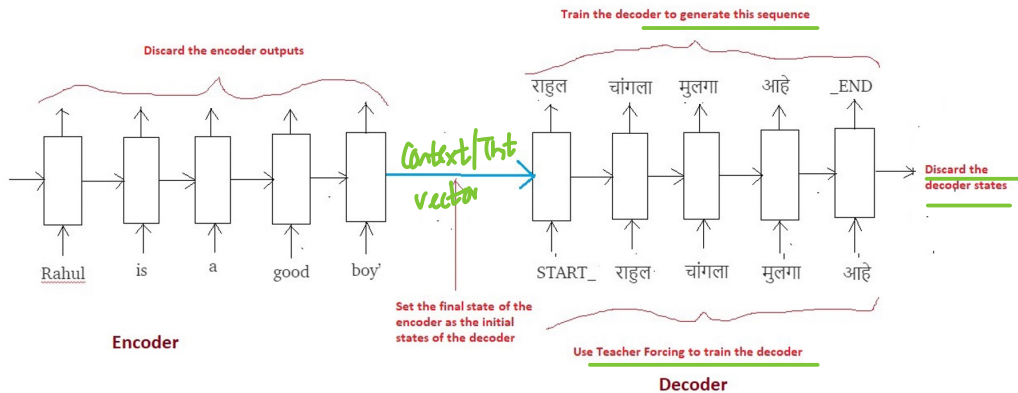 Train the decoder to generate this sequence
Discard the encoder outputs
राहुल चांगला मुलगा आहे _END
Context/Tht
vector
Discard the
decoder states
Rahul is a good boy'
START_ राहुल चांगला मुलगा आहे
Set the final state of the
encoder as the initial
states of the decoder
Encoder
Use Teacher Forcing to train the decoder
Decoder